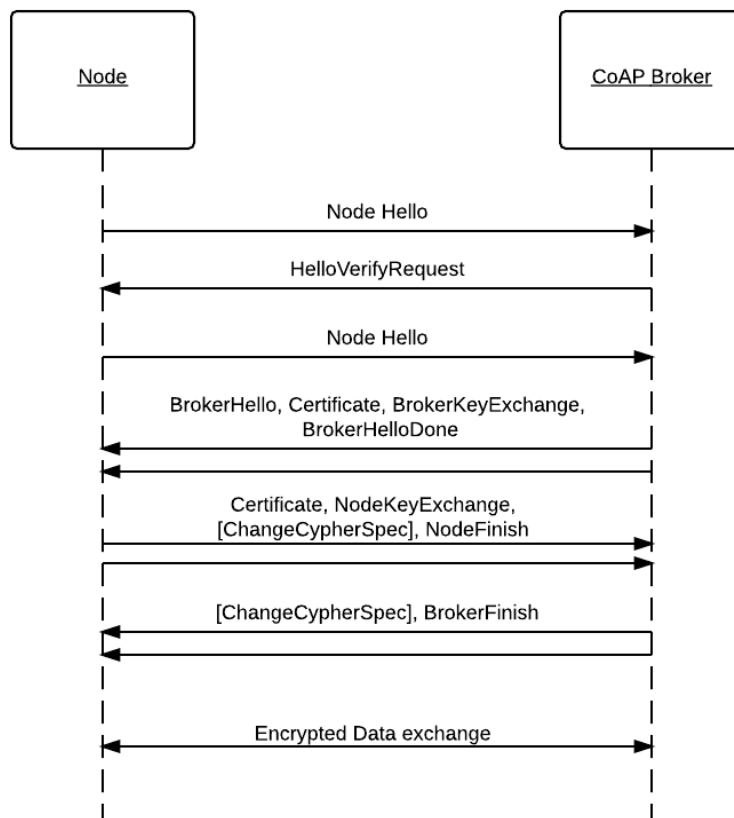 Node
CoAP Broker
Node Hello
HelloVerifyRequest
Node Hello
BrokerHello, Certificate, BrokerKeyExchange,
BrokerHelloDone
Certificate, NodeKeyExchange,
[ChangeCypherSpec], NodeFinish
[ChangeCypherSpec], BrokerFinish
Encrypted Data exchange